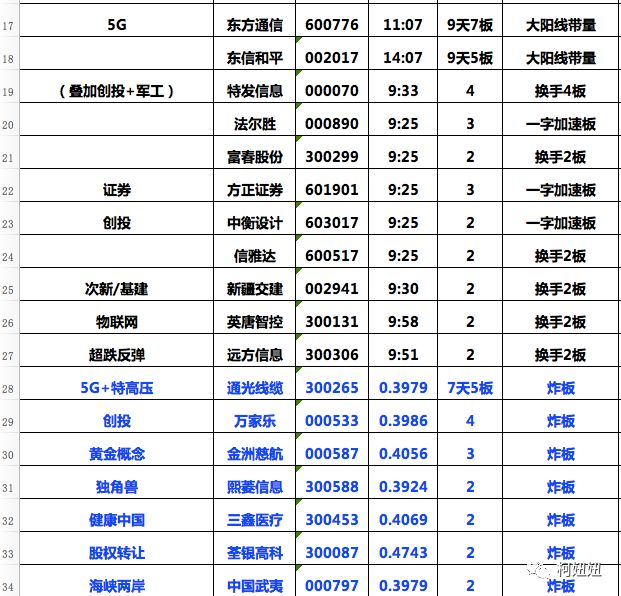 17 5G 东方通信 600776 11:07 9天7板 大阳线带量
18 东信和平 002017 14:07 9天5板 大阳线带量
19 （叠加创投+军工） 特发信息 000070 9:33 4 换手4板
20 法尔胜 000890 9:25 3 一字加速板
21 富春股份 300299 9:25 2 换手2板
22 证券 方正证券 601901 9:25 3 一字加速板
23 创投 中衡设计 603017 9:25 2 一字加速板
24 信雅达 600517 9:25 2 换手2板
25 次新/基建 新疆交建 002941 9:30 2 换手2板
26 物联网 英唐智控 300131 9:58 2 换手2板
27 超跌反弹 远方信息 300306 9:51 2 换手2板
28 5G+特高压 通光线缆 300265 0.3979 7天5板 炸板
29 创投 万家乐 000533 0.3986 4 炸板
30 黄金概念 金洲慈航 000587 0.4056 3 炸板
31 独角兽 熙菱信息 300588 0.3924 2 炸板
32 健康中国 三鑫医疗 300453 0.4069 2 炸板
33 股权转让 荃银高科 300087 0.4743 2 炸板
34 海峡两岸 中国武夷 000797 0.3979 2 炸板
柯妞妞